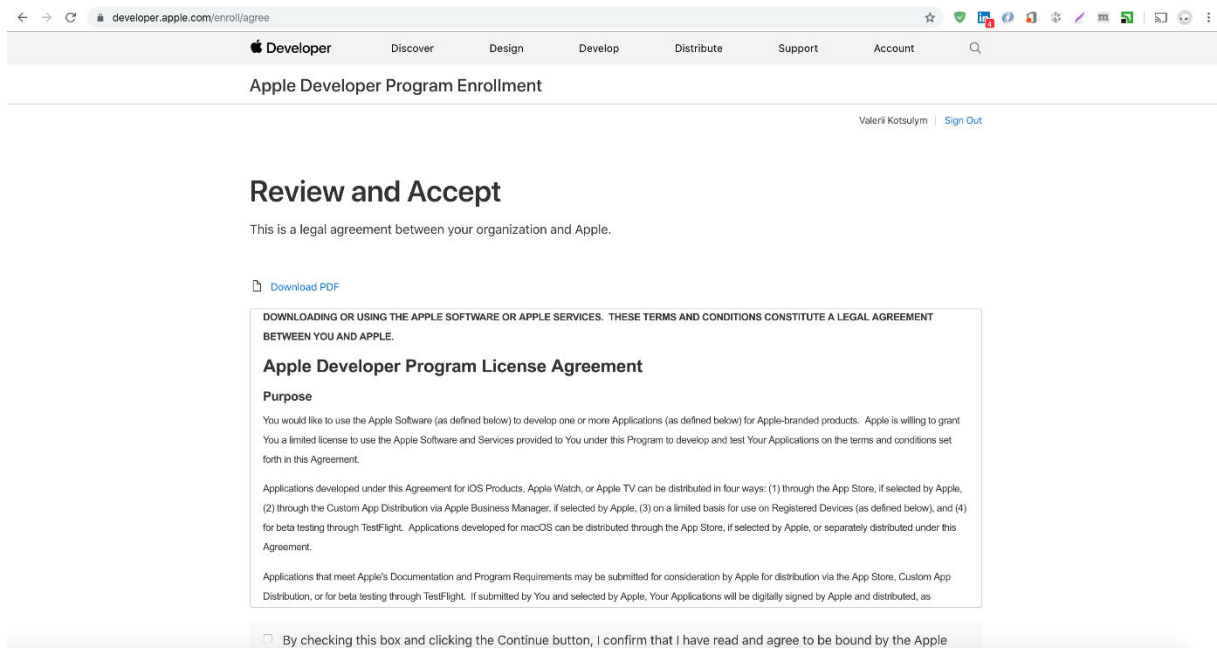 developer.apple.com/enroll/agree
4
m
Developer Discover Design Develop Distribute Support Account
Apple Developer Program Enrollment
Valerii Kotsulym | Sign Out
Review and Accept
This is a legal agreement between your organization and Apple.
Download PDF
DOWNLOADING OR USING THE APPLE SOFTWARE OR APPLE SERVICES. THESE TERMS AND CONDITIONS CONSTITUTE A LEGAL AGREEMENT
BETWEEN YOU AND APPLE.
Apple Developer Program License Agreement
Purpose
You would like to use the Apple Software (as defined below) to develop one or more Applications (as defined below) for Apple-branded products. Apple is willing to grant
You a limited license to use the Apple Software and Services provided to You under this Program to develop and test Your Applications on the terms and conditions set
forth in this Agreement.
Applications developed under this Agreement for iOS Products, Apple Watch, or Apple TV can be distributed in four ways: (1) through the App Store, if selected by Apple,
(2) through the Custom App Distribution via Apple Business Manager, if selected by Apple, (3) on a limited basis for use on Registered Devices (as defined below), and (4)
for beta testing through TestFlight. Applications developed for macOS can be distributed through the App Store, if selected by Apple, or separately distributed under this
Agreement.
Applications that meet Apple's Documentation and Program Requirements may be submitted for consideration by Apple for distribution via the App Store, Custom App
Distribution, or for beta testing through TestFlight. If submitted by You and selected by Apple, Your Applications will be digitally signed by Apple and distributed, as
By checking this box and clicking the Continue button, I confirm that I have read and agree to be bound by the Apple